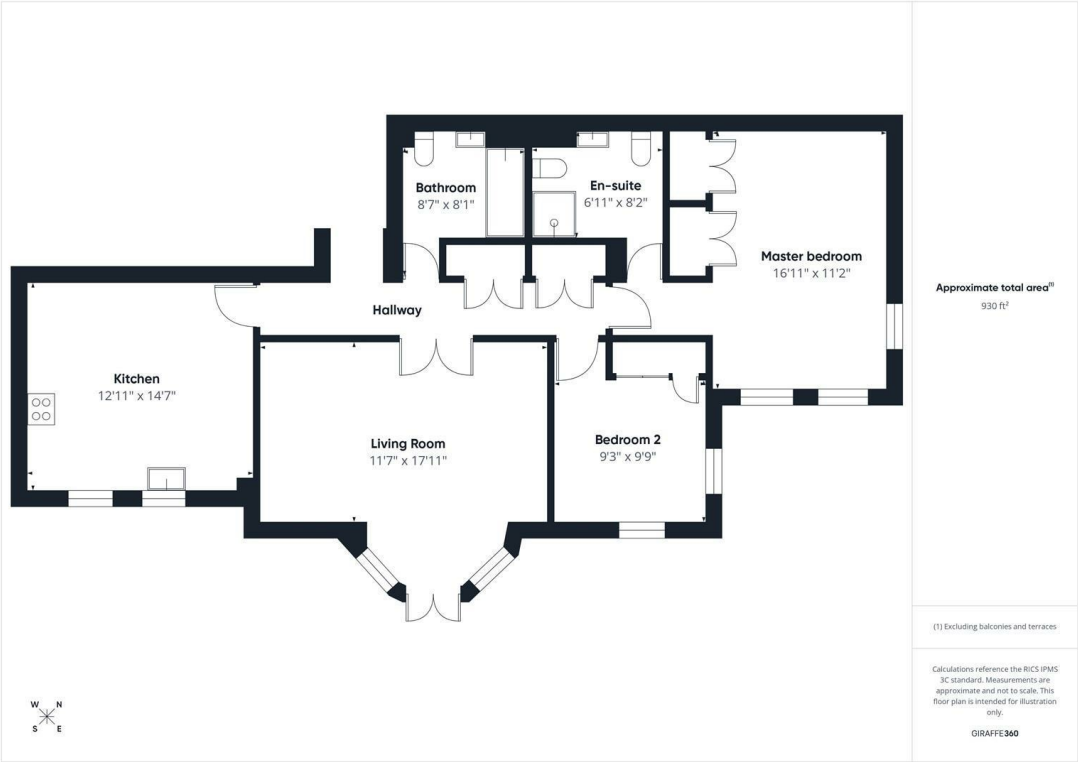 Bathroom
8'7" x 8'1"
En-suite
6'11" x 8'2"
Master bedroom
16'11" x 11'2"
Hallway
Kitchen
12'11" x 14'7"
Living Room
11'7" x 17'11"
Bedroom 2
9'3" x 9'9"
W N
S E
Approximate total area(1)
930 ft²
(1) Excluding balconies and terraces
Calculations reference the RICS IPMS
3C standard. Measurements are
approximate and not to scale. This
floor plan is intended for illustration
only.
GIRAFFE360